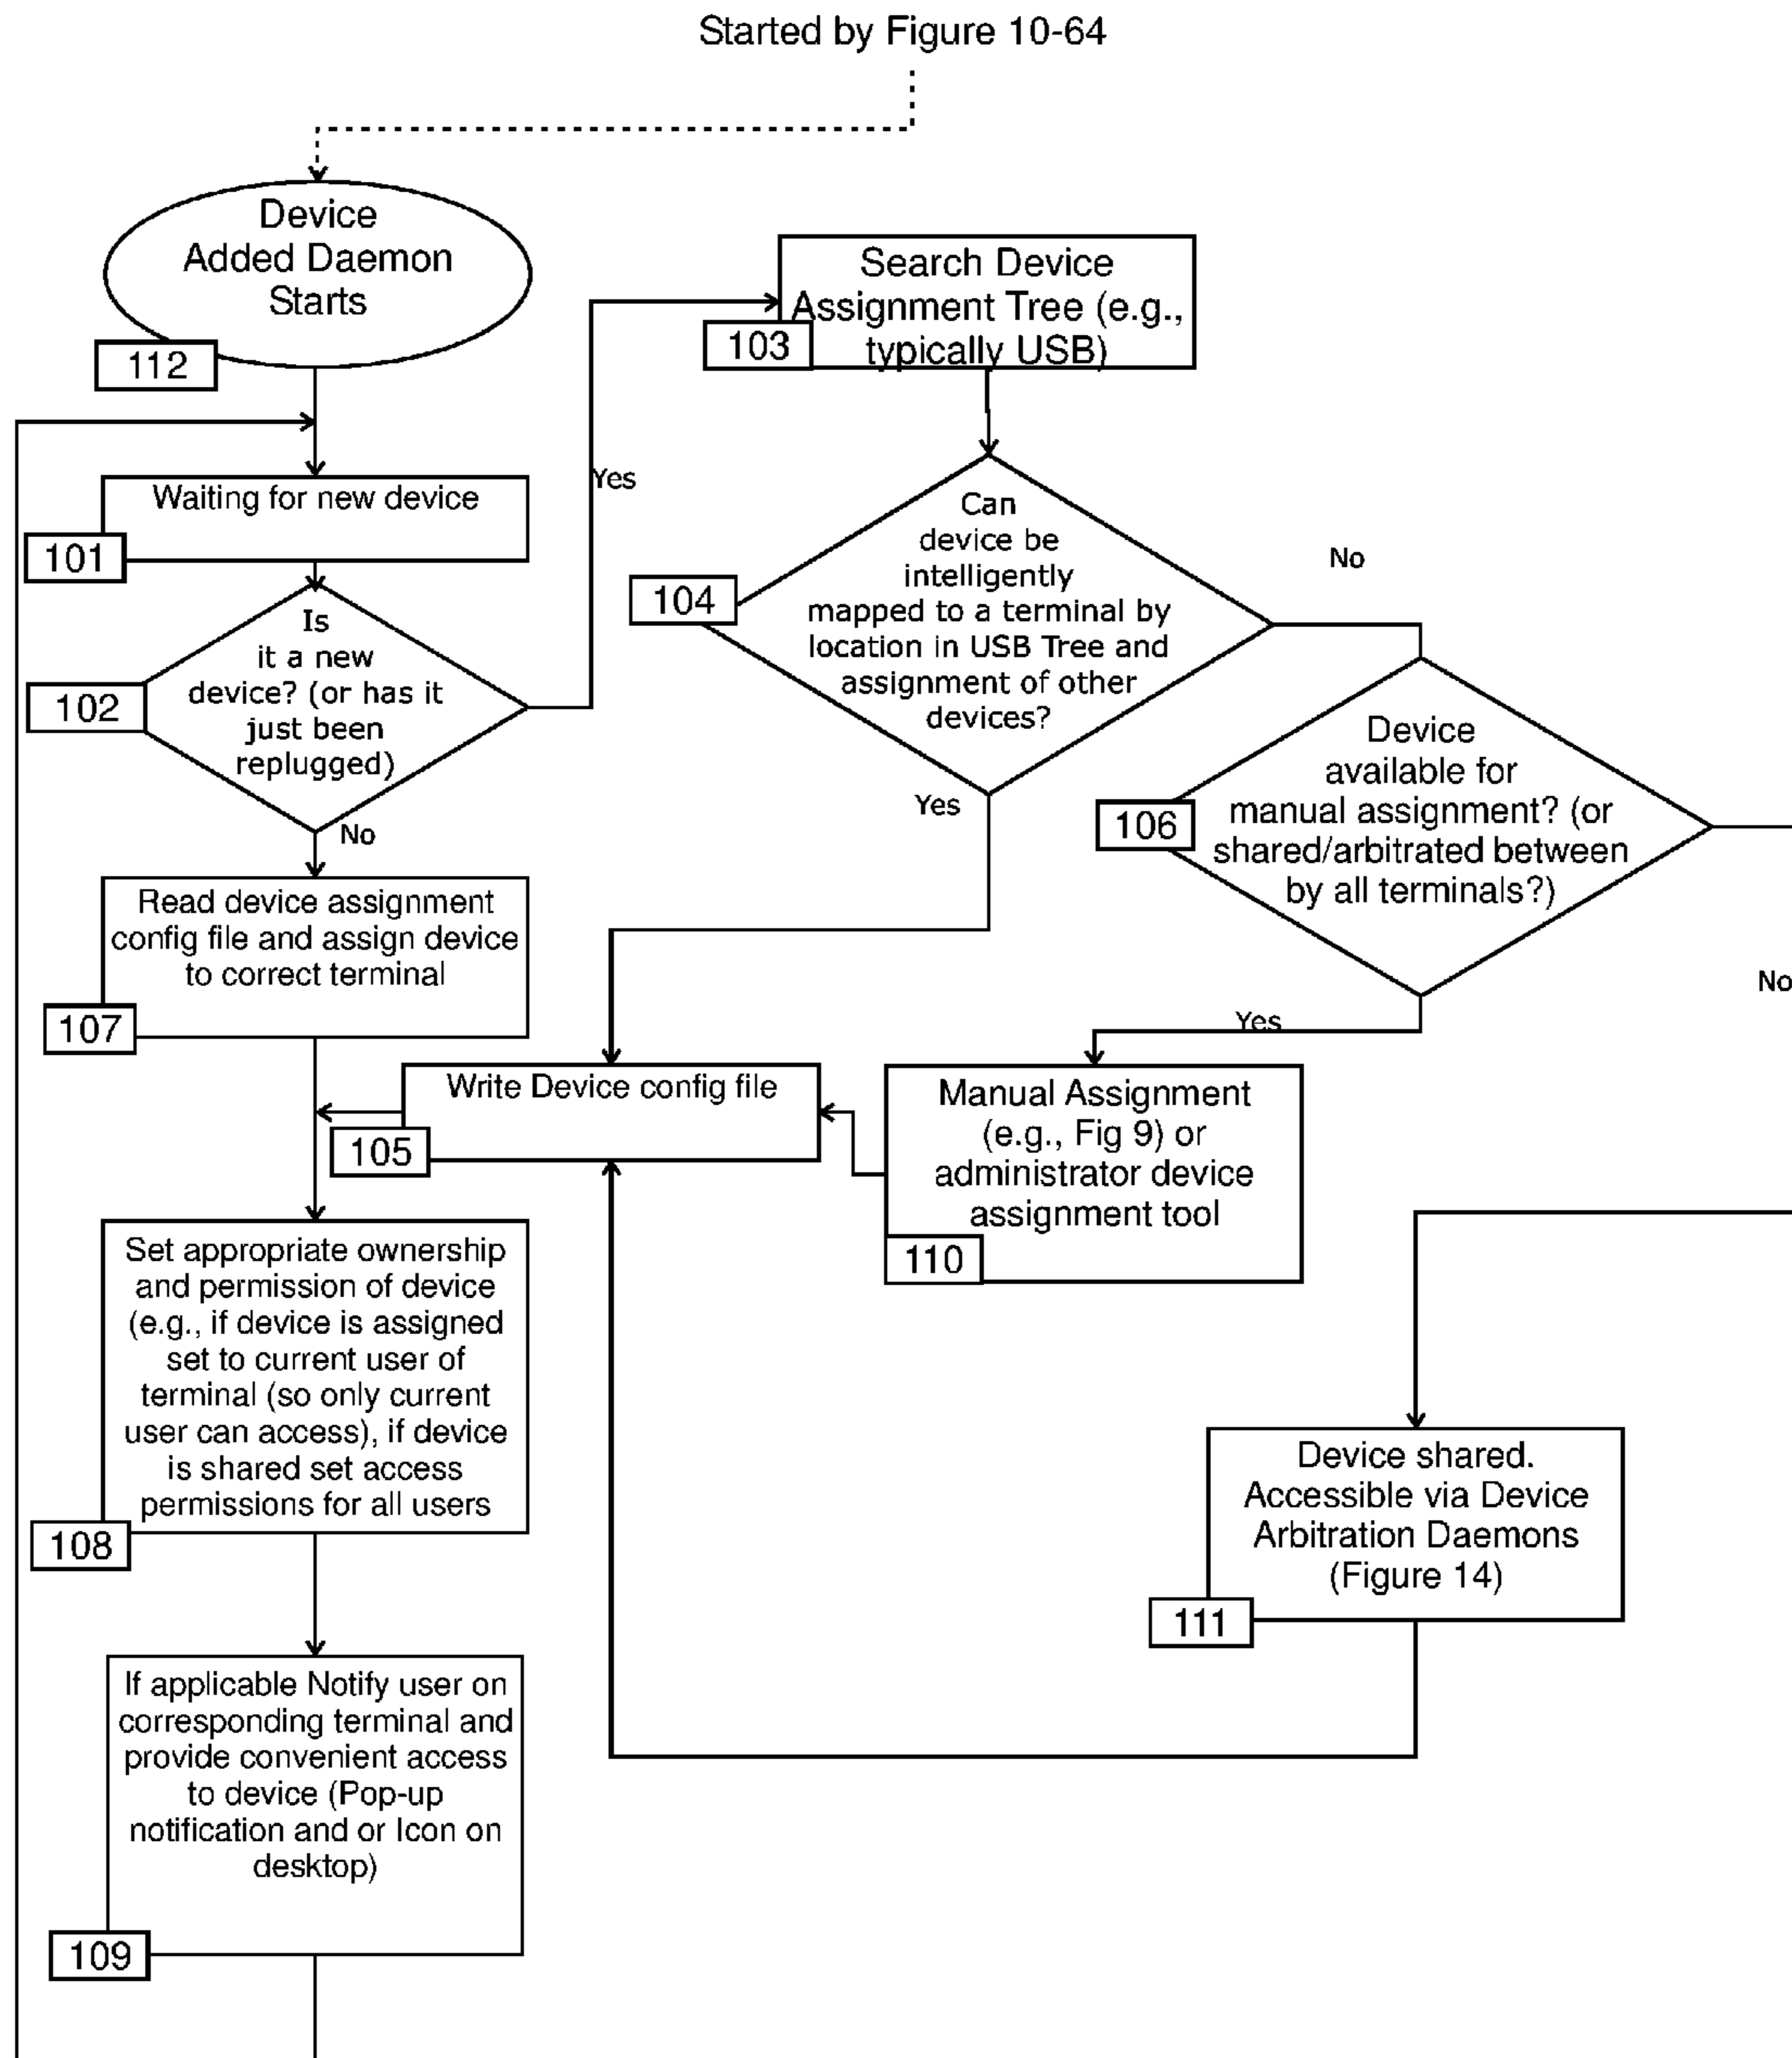 Started by Figure 10-64
Device
Added Daemon
Starts
112
Waiting for new device
101
Is
it a new
device? (or has it
just been
replugged)
102
Yes
No
Search Device
Assignment Tree (e.g.,
typically USB)
103
Can
device be
intelligently
mapped to a terminal by
location in USB Tree and
assignment of other
devices?
104
No
Yes
Device
available for
manual assignment? (or
shared/arbitrated between
by all terminals?)
106
No
Yes
Read device assignment
config file and assign device
to correct terminal
107
Write Device config file
105
Manual Assignment
(e.g., Fig 9) or
administrator device
assignment tool
110
Set appropriate ownership
and permission of device
(e.g., if device is assigned
set to current user of
terminal (so only current
user can access), if device
is shared set access
permissions for all users
108
Device shared.
Accessible via Device
Arbitration Daemons
(Figure 14)
111
If applicable Notify user on
corresponding terminal and
provide convenient access
to device (Pop-up
notification and or Icon on
desktop)
109